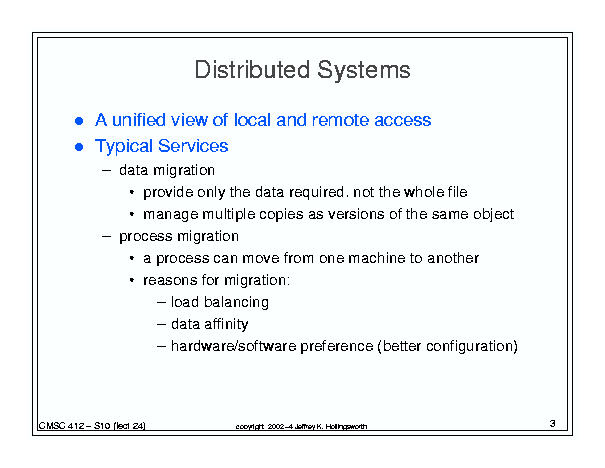 Distributed Systems
● A unified view of local and remote access
● Typical Services
– data migration
• provide only the data required. not the whole file
• manage multiple copies as versions of the same object
– process migration
• a process can move from one machine to another
• reasons for migration:
– load balancing
– data affinity
– hardware/software preference (better configuration)
CMSC 412 – S10 (lect 24)
copyright 2002-4 Jeffrey K. Hollingsworth
3